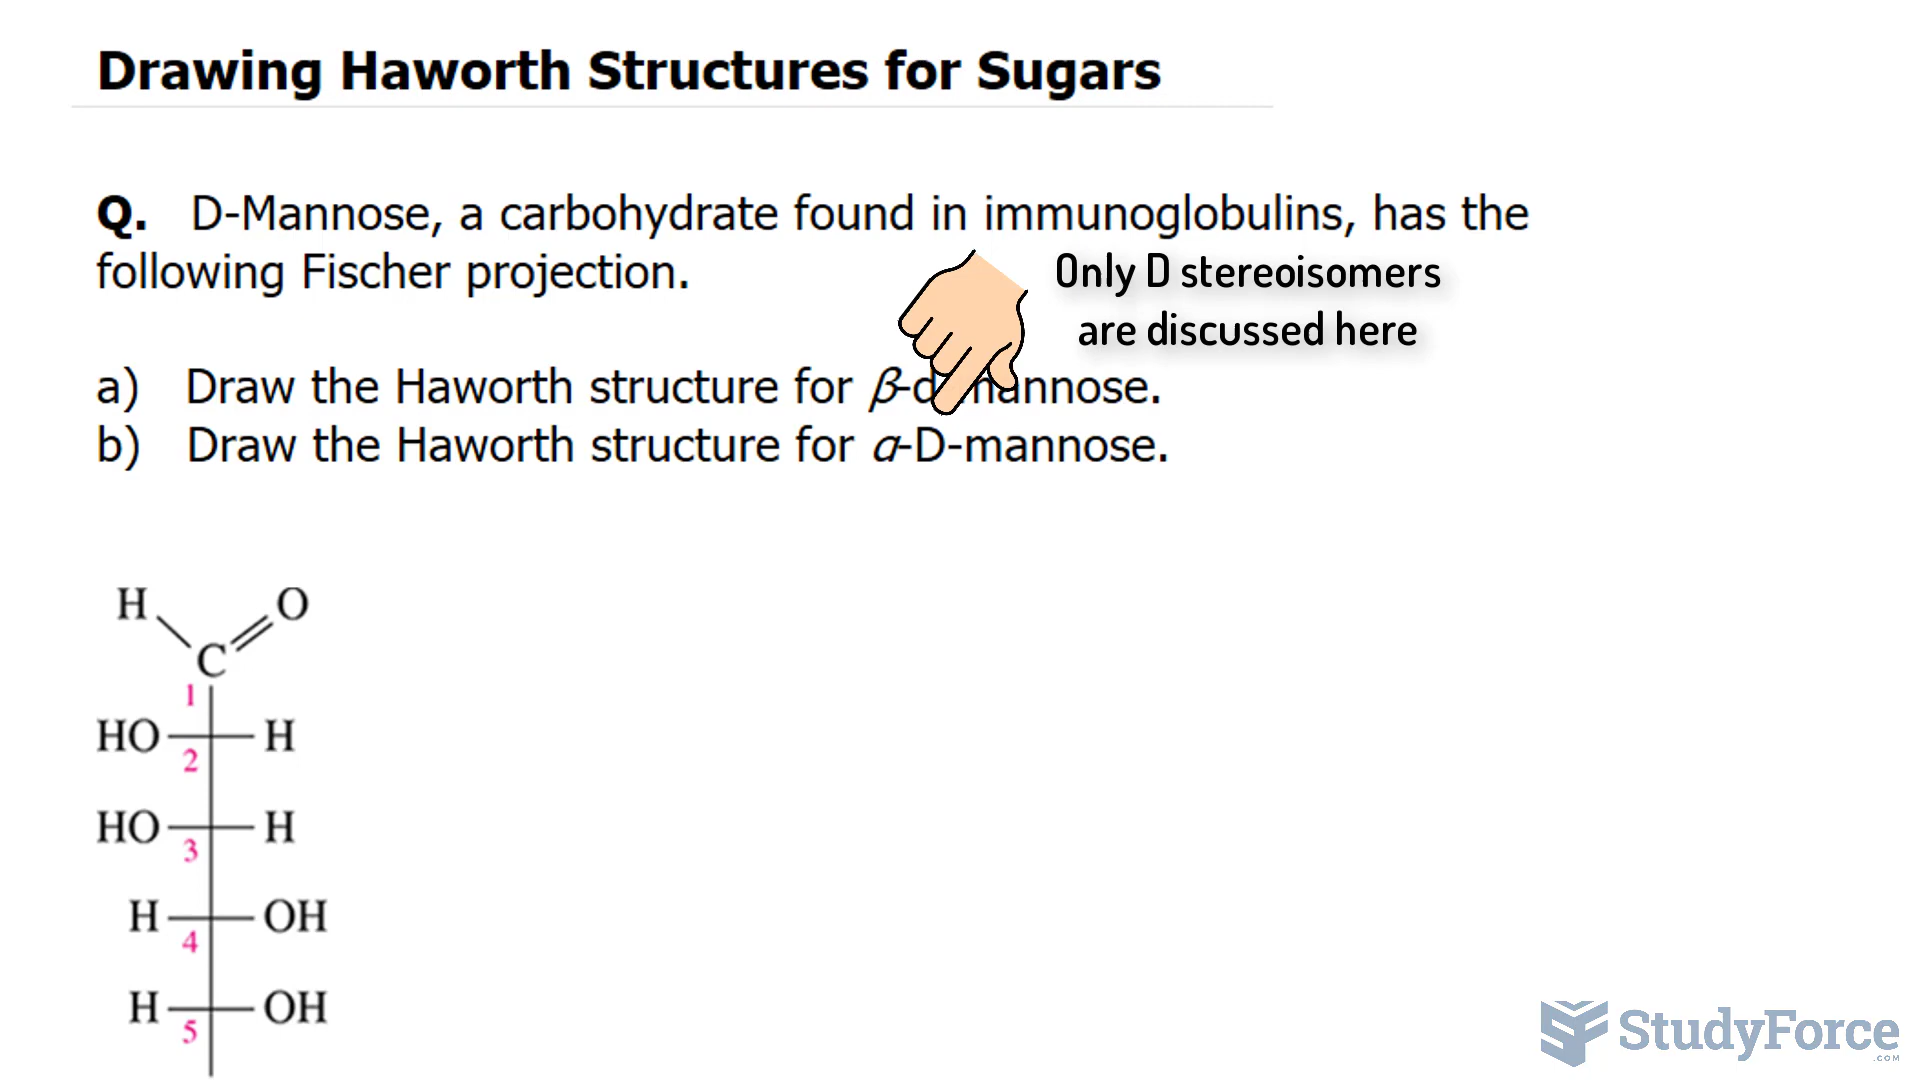 Drawing Haworth Structures for Sugars
Q. D-Mannose, a carbohydrate found in immunoglobulins, has the
following Fischer projection.
Only D stereoisomers
are discussed here
a) Draw the Haworth structure for β-d-mannose.
b) Draw the Haworth structure for α-D-mannose.
H O
C
1
HO H
2
HO H
3
H OH
4
H OH
5
StudyForce
.COM